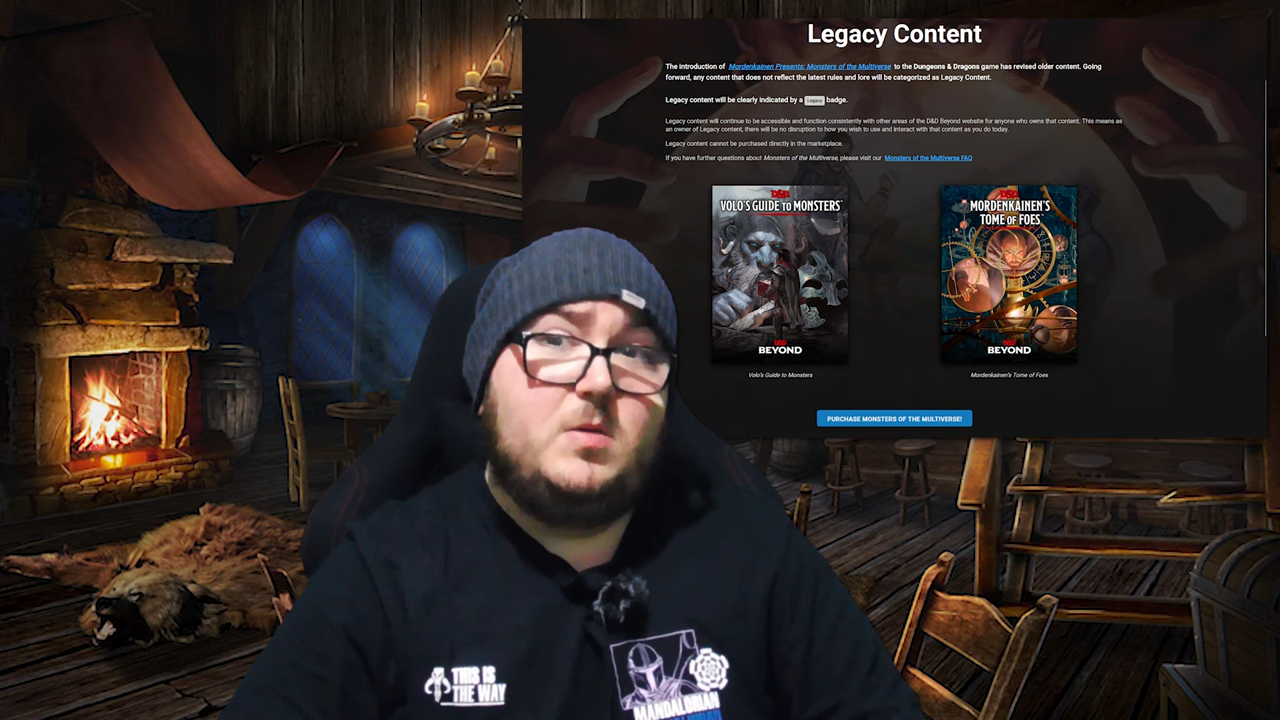 Legacy Content
The introduction of Mordenkainen Presents: Monsters of the Multiverse to the Dungeons & Dragons game has revised older content. Going
forward, any content that does not reflect the latest rules and lore will be categorized as Legacy Content.
Legacy content will be clearly indicated by a Legacy badge.
Legacy content will continue to be accessible and function consistently with other areas of the D&D Beyond website for anyone who owns that content. This means as
an owner of Legacy content, there will be no disruption to how you wish to use and interact with that content as you do today.
Legacy content cannot be purchased directly in the marketplace.
If you have further questions about Monsters of the Multiverse, please visit our Monsters of the Multiverse FAQ
D&D
VOLO'S GUIDE TO MONSTERS
D&D
BEYOND
Volo's Guide to Monsters
D&D
MORDENKAINEN'S
TOME OF FOES
D&D
BEYOND
Mordenkainen's Tome of Foes
PURCHASE MONSTERS OF THE MULTIVERSE!
THIS IS
THE WAY
MANDALORIAN